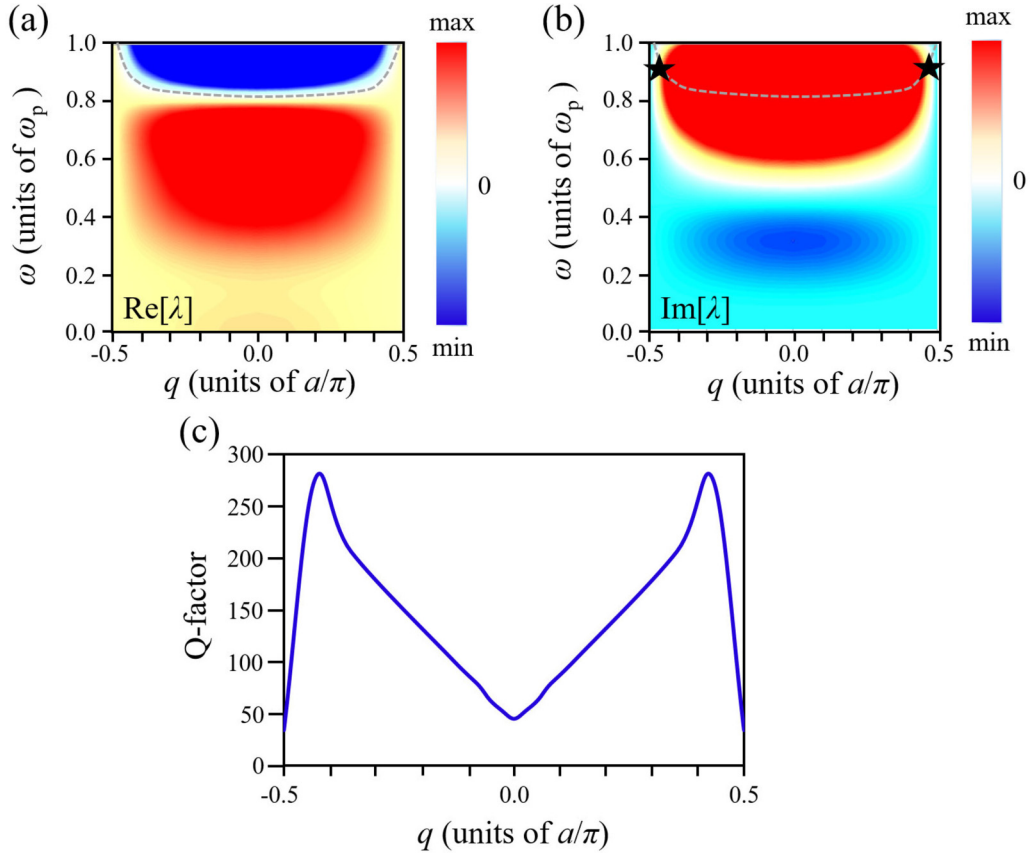 (a)
max
1.0
0.8
0.6
0.4
0.2
0.0
ω (units of ωp)
Re[λ]
0
min
-0.5
0.0
0.5
q (units of a/π)
(b)
max
1.0
0.8
0.6
0.4
0.2
0.0
ω (units of ωp)
Im[λ]
0
min
-0.5
0.0
0.5
q (units of a/π)
(c)
300
250
200
150
100
50
0
Q-factor
-0.5
0.0
0.5
q (units of a/π)